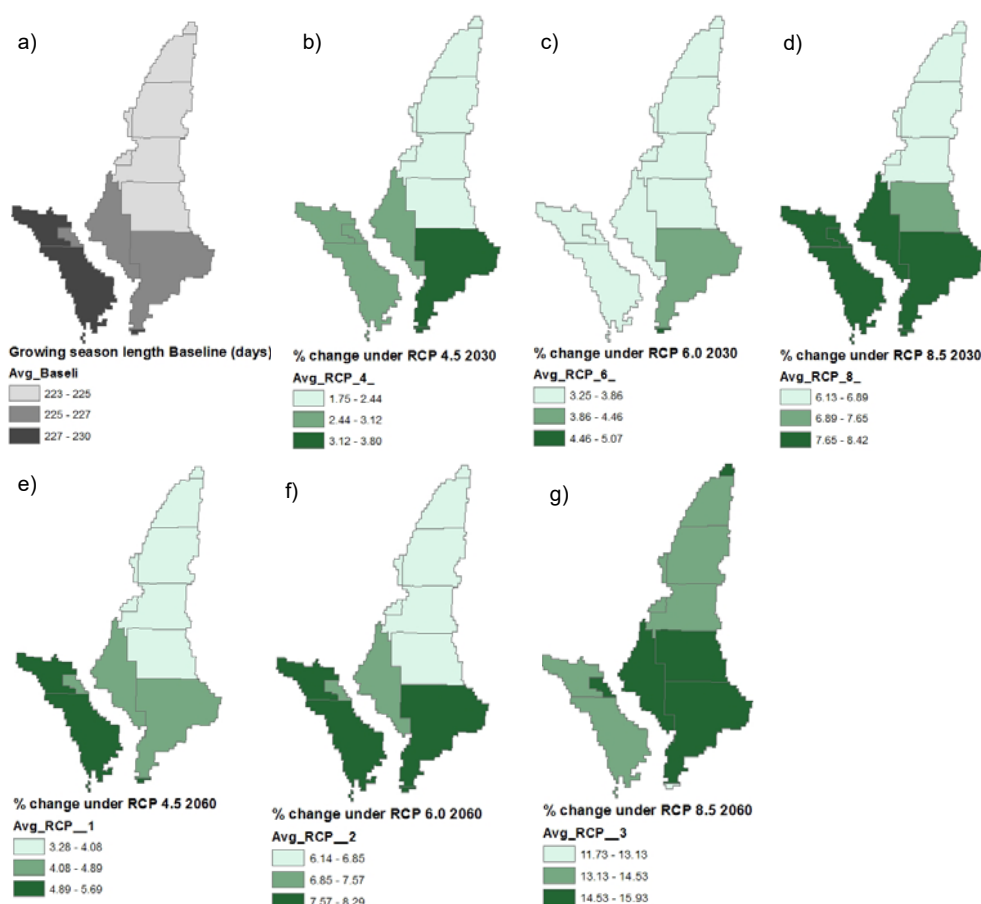 a)
b)
c)
d)
Growing season length Baseline (days)
Avg_Baseli
223 - 225
225 - 227
227 - 230
% change under RCP 4.5 2030
Avg_RCP_4_
1.75 - 2.44
2.44 - 3.12
3.12 - 3.80
% change under RCP 6.0 2030
Avg_RCP_6_
3.25 - 3.86
3.86 - 4.46
4.46 - 5.07
% change under RCP 8.5 2030
Avg_RCP_8_
6.13 - 6.89
6.89 - 7.65
7.65 - 8.42
e)
f)
g)
% change under RCP 4.5 2060
Avg_RCP__1
3.28 - 4.08
4.08 - 4.89
4.89 - 5.69
% change under RCP 6.0 2060
Avg_RCP__2
6.14 - 6.85
6.85 - 7.57
7.57 - 8.29
% change under RCP 8.5 2060
Avg_RCP__3
11.73 - 13.13
13.13 - 14.53
14.53 - 15.93